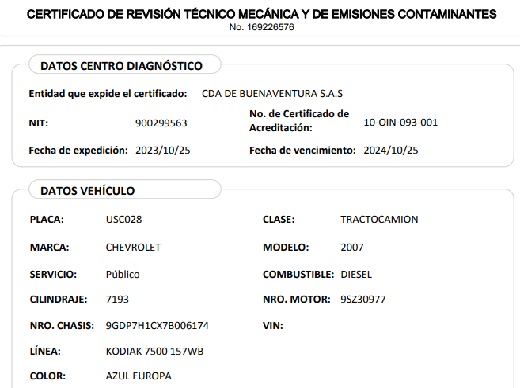 CERTIFICADO DE REVISIÓN TÉCNICO MECÁNICA Y DE EMISIONES CONTAMINANTES
No. 169226576
DATOS CENTRO DIAGNÓSTICO
Entidad que expide el certificado: CDA DE BUENAVENTURA S.A.S
NIT: 900299563 No. de Certificado de Acreditación: 10-OIN-093-001
Fecha de expedición: 2023/10/25 Fecha de vencimiento: 2024/10/25
DATOS VEHÍCULO
PLACA: USC028 CLASE: TRACTOCAMION
MARCA: CHEVROLET MODELO: 2007
SERVICIO: Público COMBUSTIBLE: DIESEL
CILINDRAJE: 7193 NRO. MOTOR: 9SZ30977
NRO. CHASIS: 9GDP7H1CX7B006174 VIN:
LÍNEA: KODIAK 7500 157WB
COLOR: AZUL EUROPA